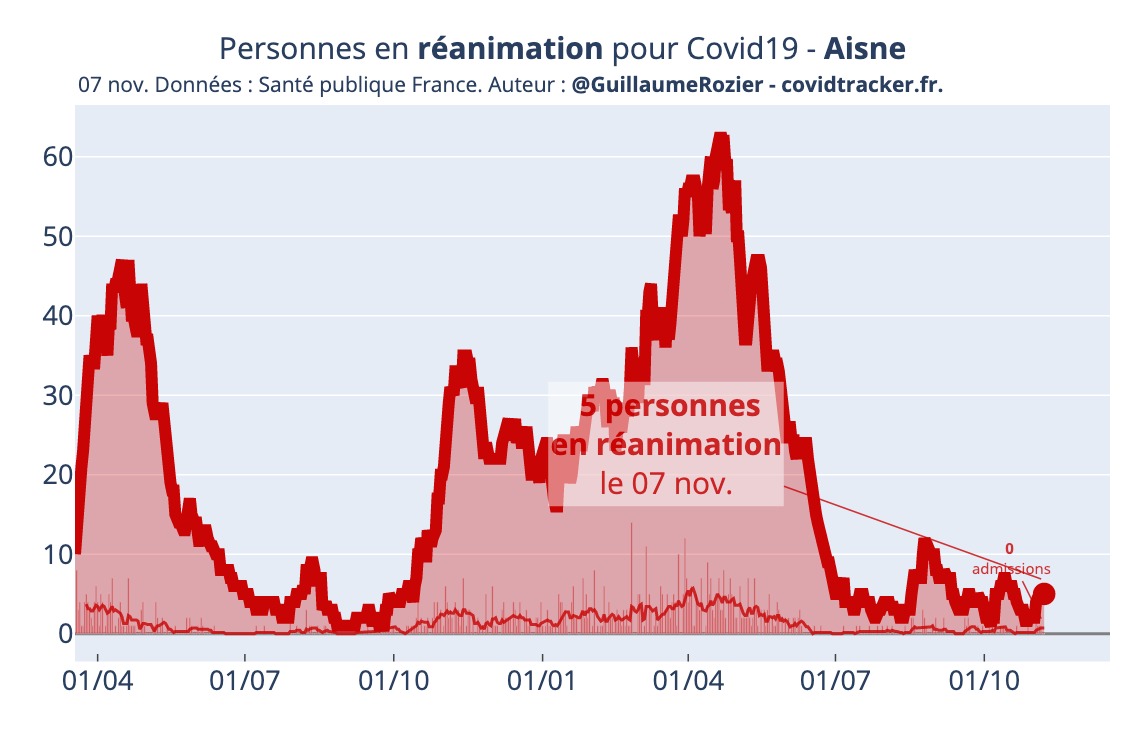 Personnes en réanimation pour Covid19 - Aisne
07 nov. Données : Santé publique France. Auteur : @GuillaumeRozier - covidtracker.fr.
60
50
40
30
20
10
0
5 personnes
en réanimation
le 07 nov.
0
admissions
01/04 01/07 01/10 01/01 01/04 01/07 01/10